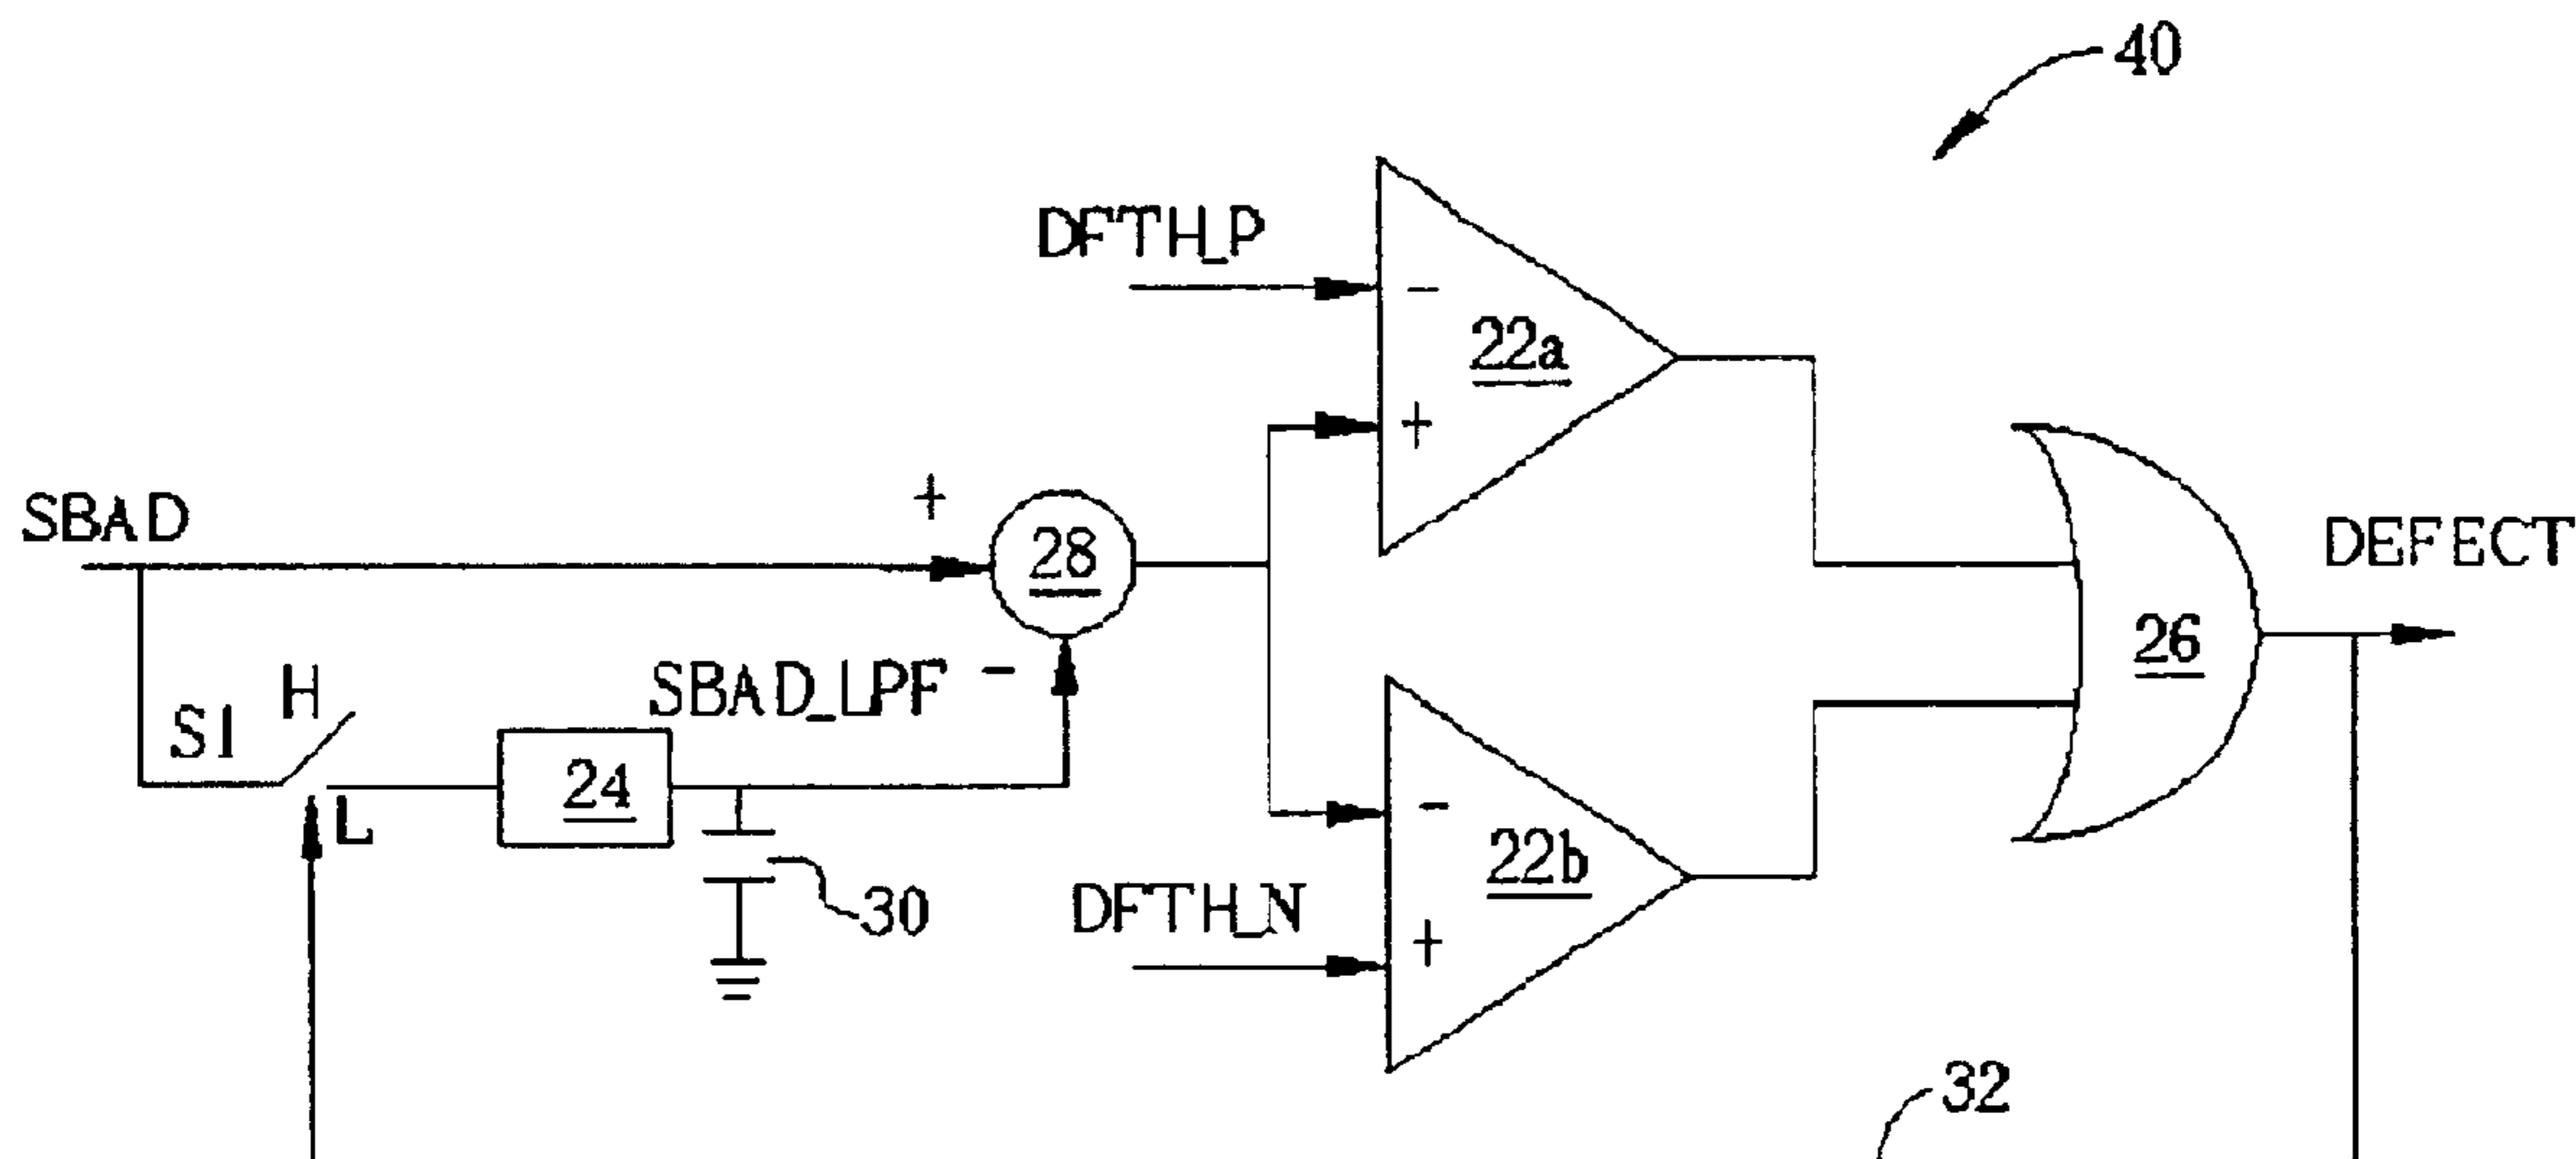 40
DFTH_P
-
22a
+
+
SBAD
28
DEFECT
26
SBAD_LPF -
H
S1
24
L
-
22b
30
DFTH_N
+
32